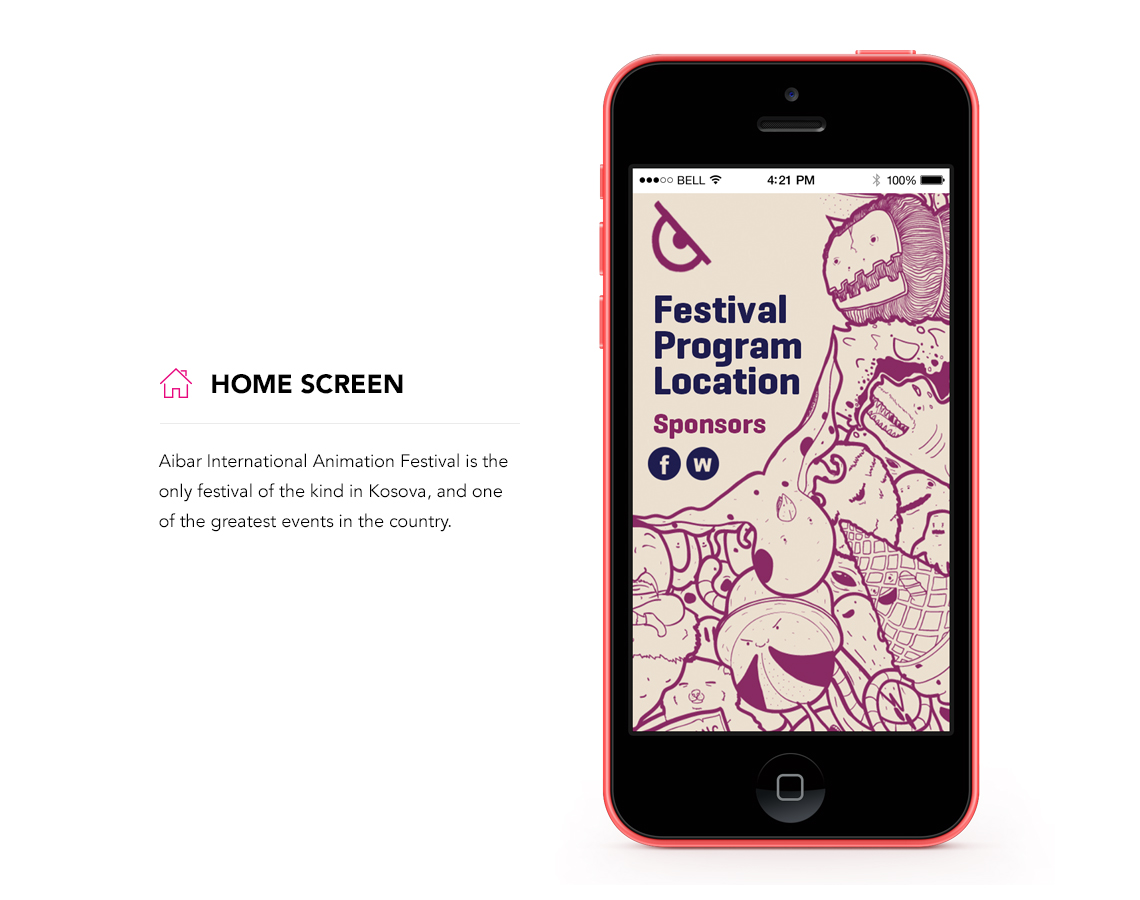 HOME SCREEN
Aibar International Animation Festival is the
only festival of the kind in Kosova, and one
of the greatest events in the country.
BELL 4:21 PM 100%
Festival
Program
Location
Sponsors
f w